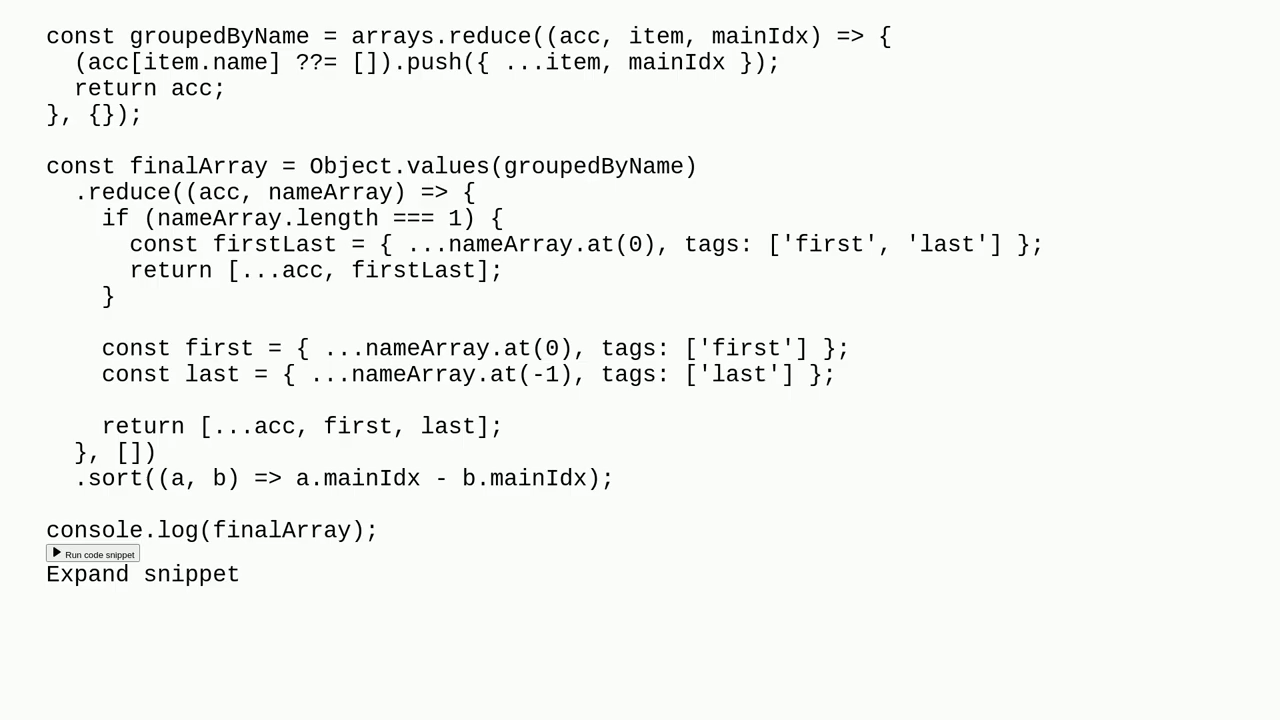 const groupedByName = arrays.reduce((acc, item, mainIdx) => {
  (acc[item.name] ??= []).push({ ...item, mainIdx });
  return acc;
}, {});

const finalArray = Object.values(groupedByName)
  .reduce((acc, nameArray) => {
    if (nameArray.length === 1) {
      const firstLast = { ...nameArray.at(0), tags: ['first', 'last'] };
      return [...acc, firstLast];
    }

    const first = { ...nameArray.at(0), tags: ['first'] };
    const last = { ...nameArray.at(-1), tags: ['last'] };

    return [...acc, first, last];
  }, [])
  .sort((a, b) => a.mainIdx - b.mainIdx);

console.log(finalArray);
Run code snippet
Expand snippet